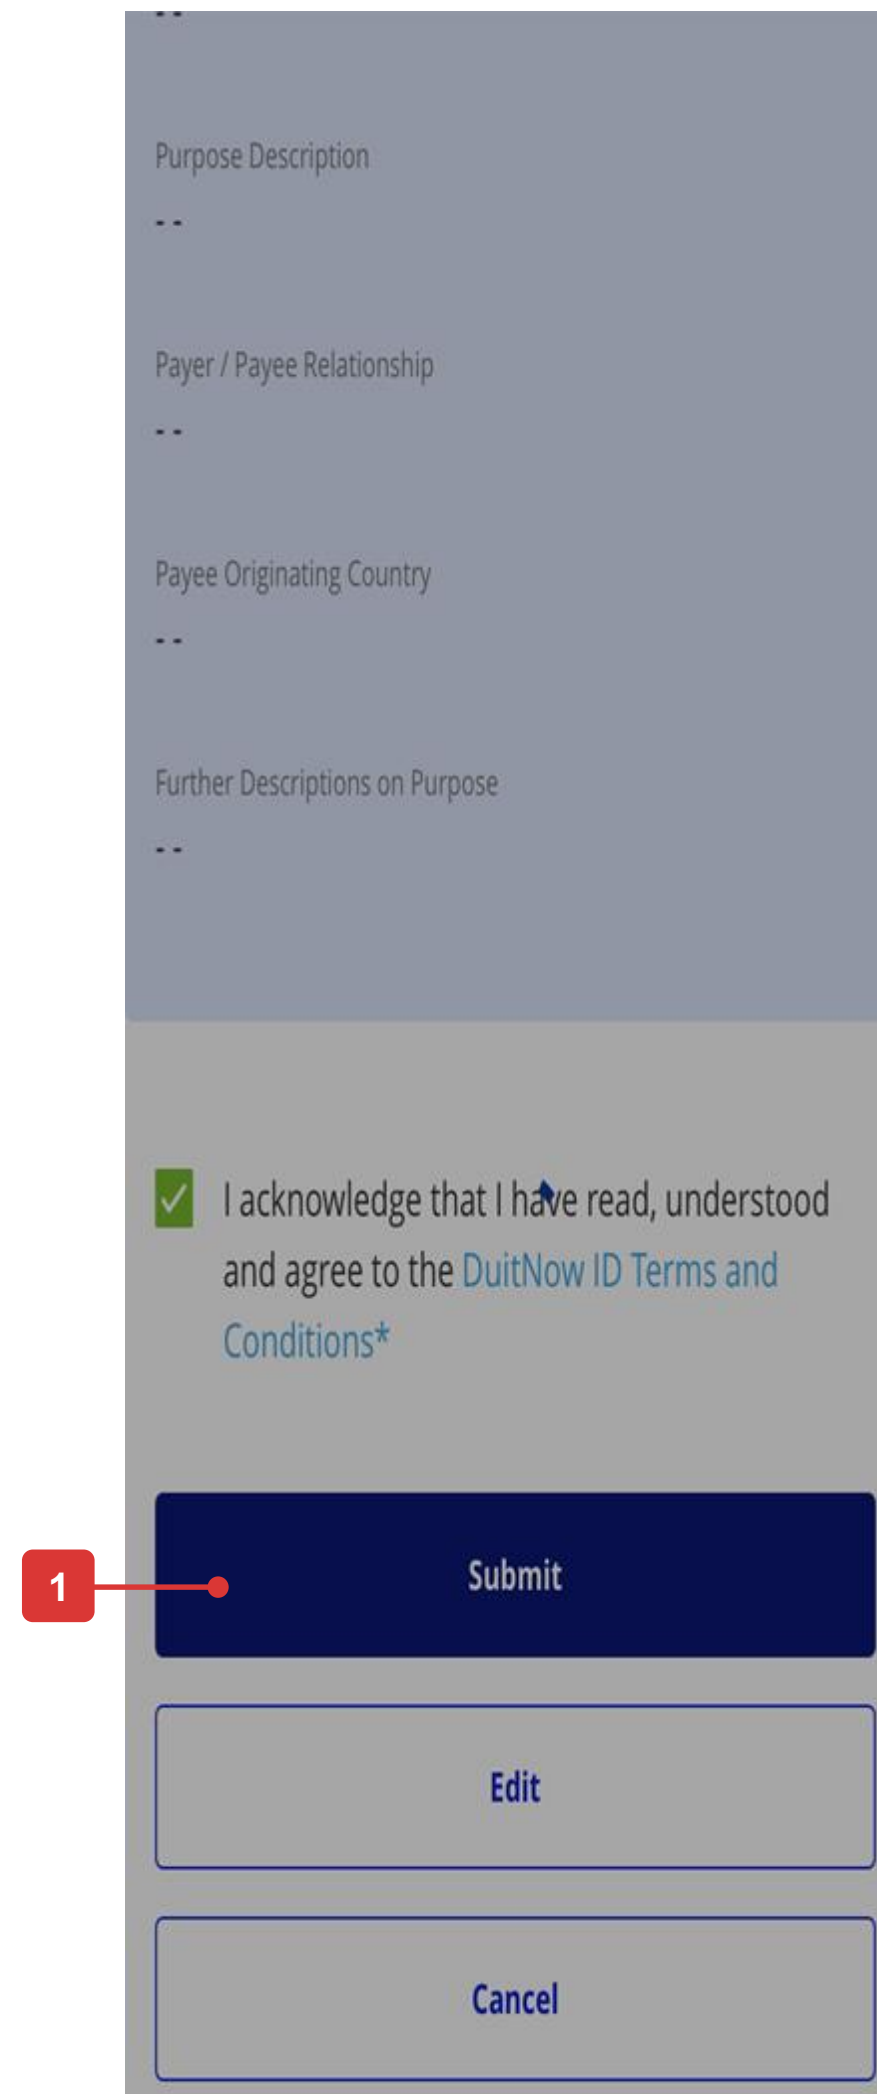 - -
Purpose Description
- -
Payer / Payee Relationship
- -
Payee Originating Country
- -
Further Descriptions on Purpose
- -
I acknowledge that I have read, understood
and agree to the DuitNow ID Terms and
Conditions*
1
Submit
Edit
Cancel